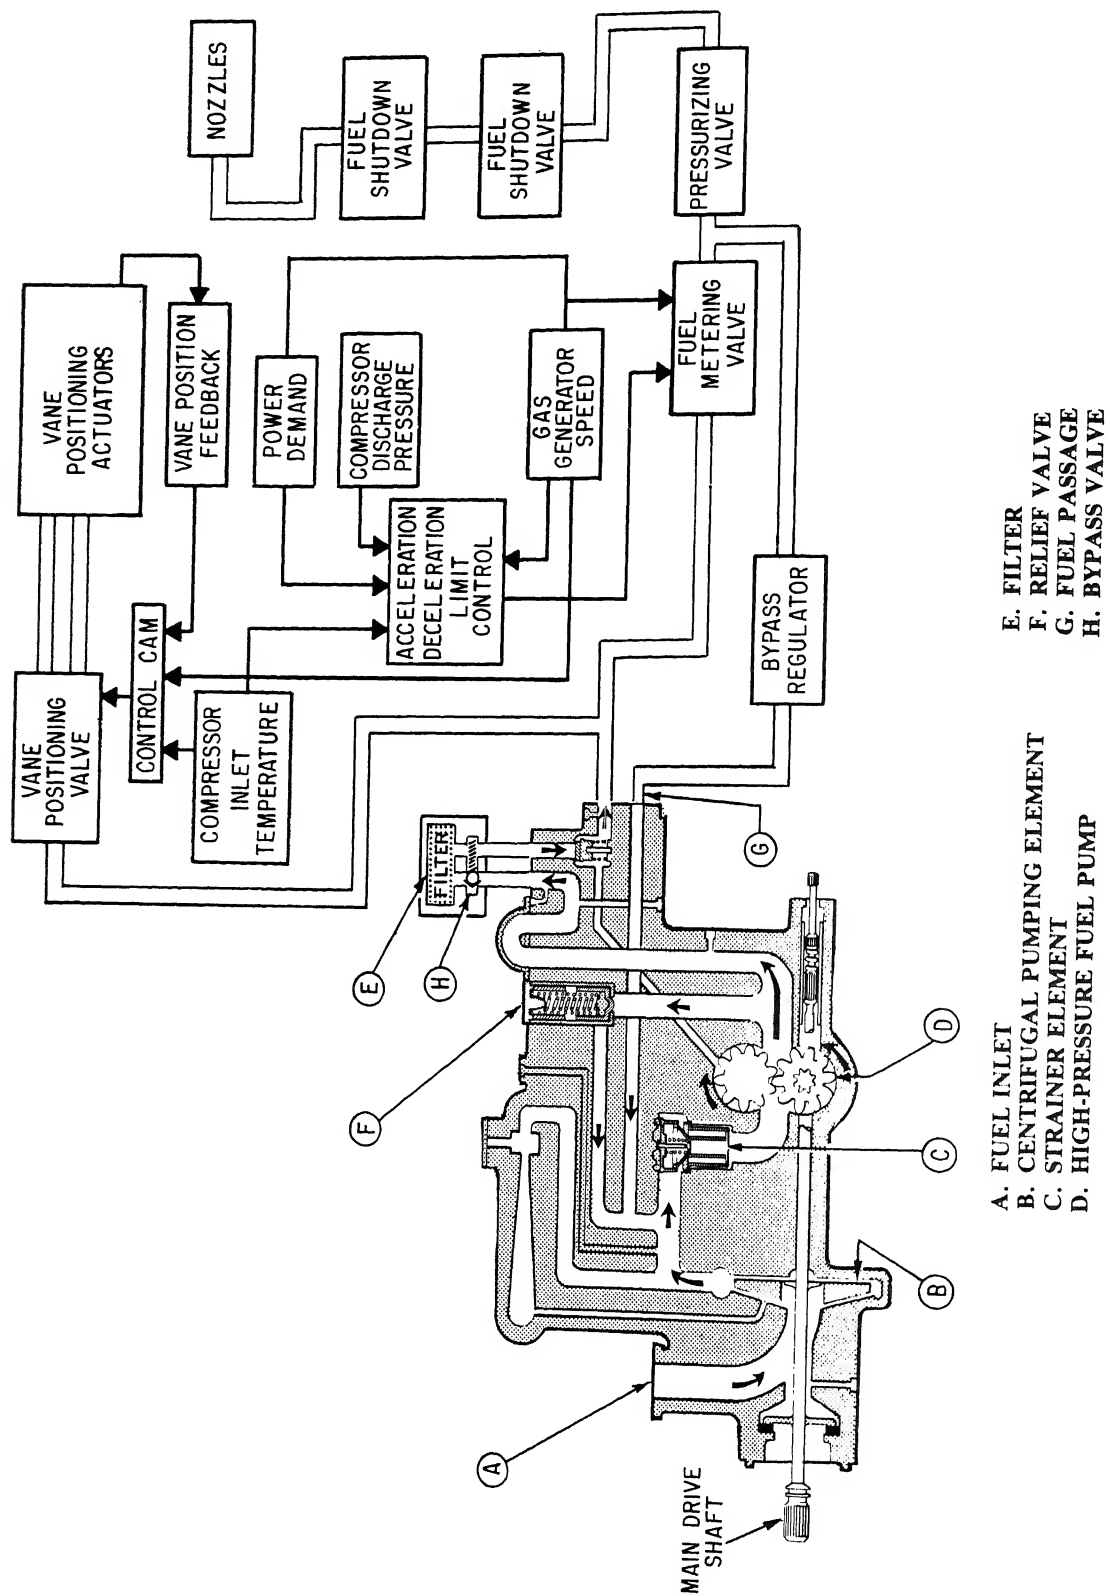 VANE
POSITIONING
ACTUATORS
VANE POSITION
FEEDBACK
NOZZLES
POWER
DEMAND
COMPRESSOR
DISCHARGE
PRESSURE
FUEL
SHUTDOWN
VALVE
FUEL
SHUTDOWN
VALVE
GAS
GENERATOR
SPEED
PRESSURIZING
VALVE
FUEL
METERING
VALVE
VANE
POSITIONING
VALVE
CONTROL CAM
COMPRESSOR
INLET
TEMPERATURE
ACCELERATION
DECELERATION
LIMIT
CONTROL
BYPASS
REGULATOR
FILTER
E
H
F
G
D
C
B
A
MAIN DRIVE
SHAFT
A. FUEL INLET
B. CENTRIFUGAL PUMPING ELEMENT
C. STRAINER ELEMENT
D. HIGH-PRESSURE FUEL PUMP
E. FILTER
F. RELIEF VALVE
G. FUEL PASSAGE
H. BYPASS VALVE